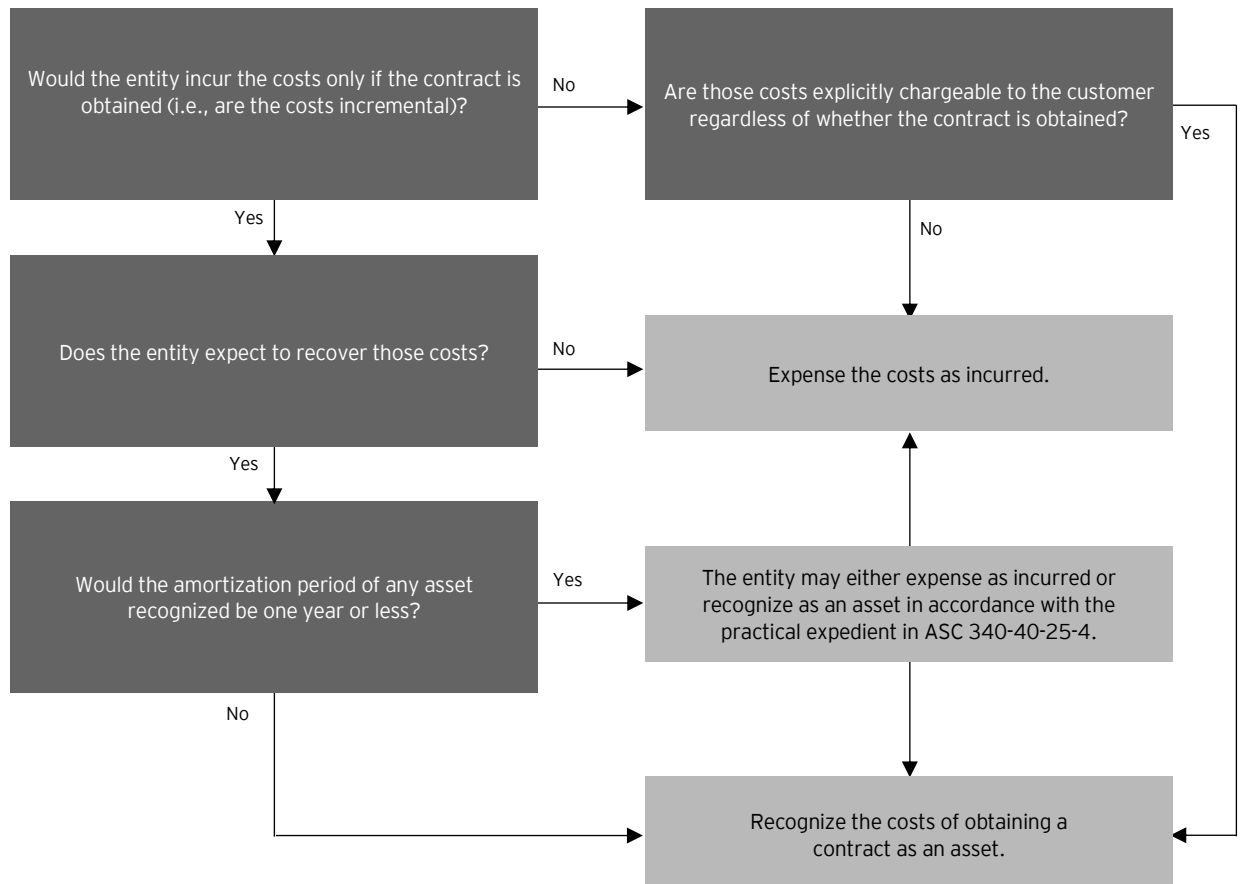 Would the entity incur the costs only if the contract is
obtained (i.e., are the costs incremental)?
No
Are those costs explicitly chargeable to the customer
regardless of whether the contract is obtained?
Yes
Yes
No
Does the entity expect to recover those costs?
No
Expense the costs as incurred.
Yes
Would the amortization period of any asset
recognized be one year or less?
Yes
The entity may either expense as incurred or
recognize as an asset in accordance with the
practical expedient in ASC 340-40-25-4.
No
Recognize the costs of obtaining a
contract as an asset.